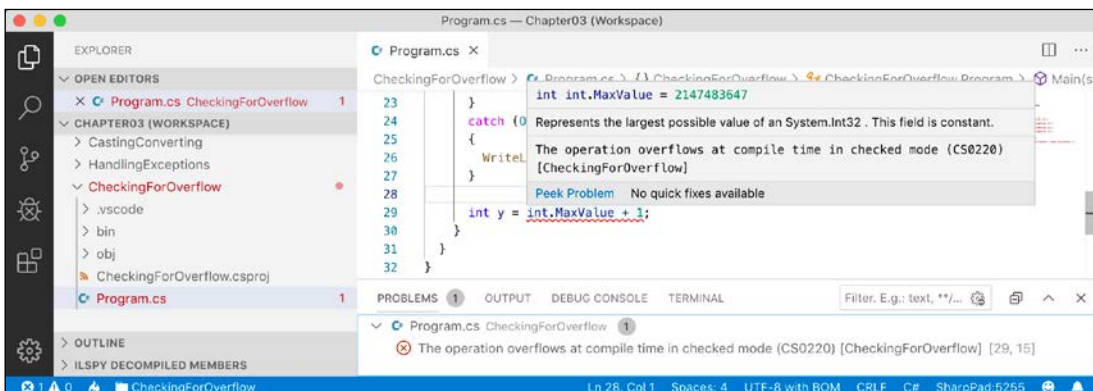 Program.cs — Chapter03 (Workspace)
EXPLORER
OPEN EDITORS
Program.cs CheckingForOverflow 1
CHAPTER03 (WORKSPACE)
CastingConverting
HandlingExceptions
CheckingForOverflow
.vscode
bin
obj
CheckingForOverflow.csproj
Program.cs 1
OUTLINE
ILSPY DECOMPILED MEMBERS
Program.cs
CheckingForOverflow > Program.cs > {} CheckingForOverflow > CheckingForOverflow.Program > Main(s
int int.MaxValue = 2147483647
Represents the largest possible value of an System.Int32 . This field is constant.
The operation overflows at compile time in checked mode (CS0220)
[CheckingForOverflow]
Peek Problem No quick fixes available
23 }
24 catch (O
25 {
26 WriteL
27 }
28
29 int y = int.MaxValue + 1;
30 }
31 }
32 }
PROBLEMS 1 OUTPUT DEBUG CONSOLE TERMINAL Filter. E.g.: text, **/...
Program.cs CheckingForOverflow 1
The operation overflows at compile time in checked mode (CS0220) [CheckingForOverflow] [29, 15]
1 0 CheckingForOverflow Ln 28, Col 1 Spaces: 4 UTF-8 with BOM CRLF C# SharpPad:5255